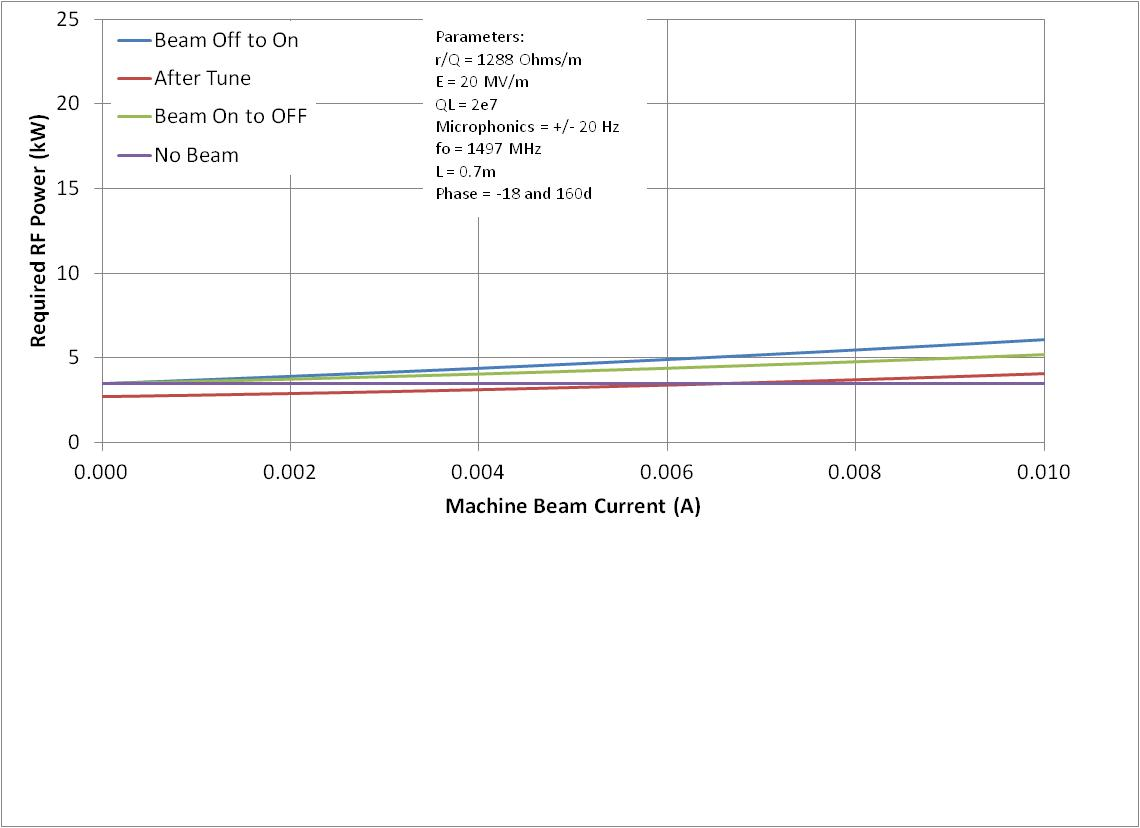 25
20
15
10
5
0
Required RF Power (kW)
Beam Off to On
After Tune
Beam On to OFF
No Beam
Parameters:
r/Q = 1288 Ohms/m
E = 20 MV/m
QL = 2e7
Microphonics = +/- 20 Hz
fo = 1497 MHz
L = 0.7m
Phase = -18 and 160d
0.000 0.002 0.004 0.006 0.008 0.010
Machine Beam Current (A)